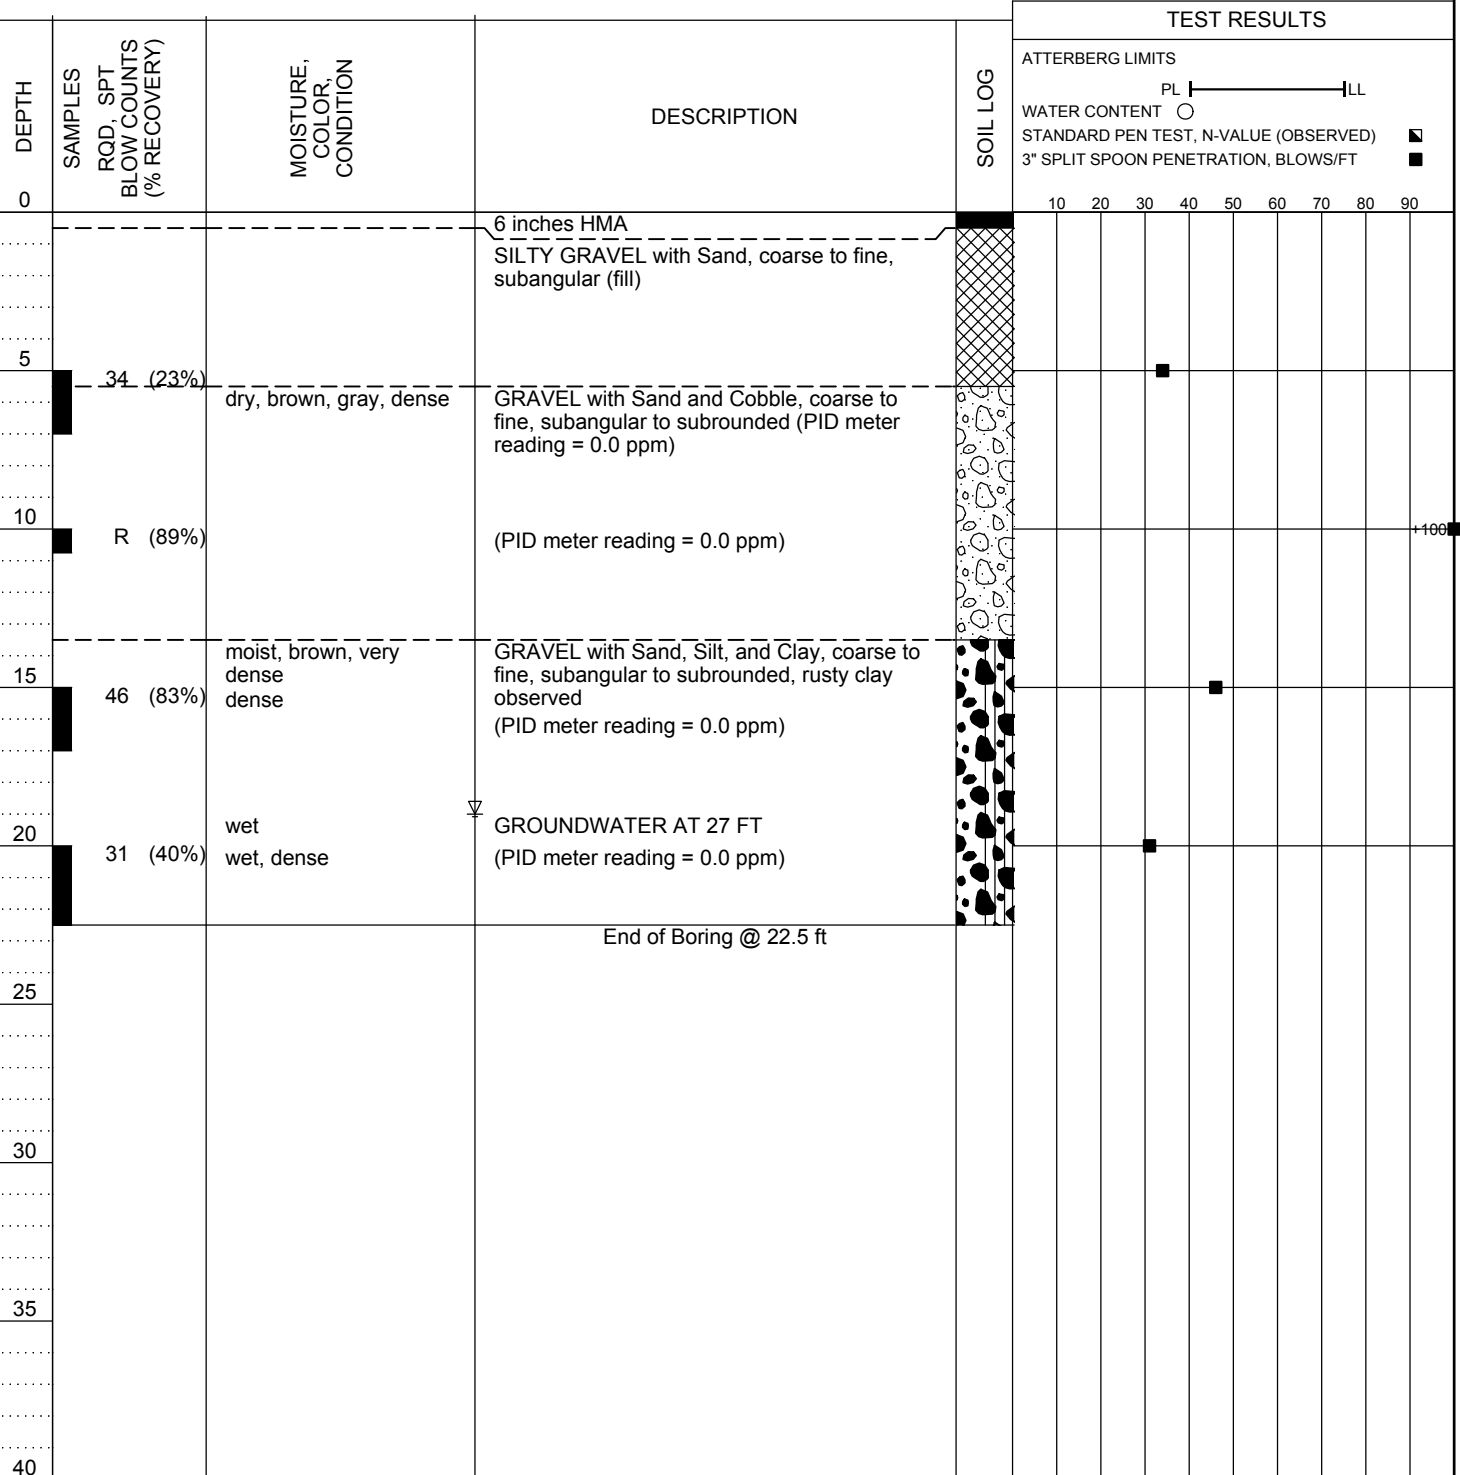 TEST RESULTS
DEPTH
SAMPLES
RQD, SPT
BLOW COUNTS
(% RECOVERY)
MOISTURE,
COLOR,
CONDITION
DESCRIPTION
SOIL LOG
ATTERBERG LIMITS
PL LL
WATER CONTENT
STANDARD PEN TEST, N-VALUE (OBSERVED)
3" SPLIT SPOON PENETRATION, BLOWS/FT
0
10 20 30 40 50 60 70 80 90
6 inches HMA
SILTY GRAVEL with Sand, coarse to fine,
subangular (fill)
5
34 (23%)
dry, brown, gray, dense
GRAVEL with Sand and Cobble, coarse to
fine, subangular to subrounded (PID meter
reading = 0.0 ppm)
10
R (89%)
(PID meter reading = 0.0 ppm)
+100
moist, brown, very
dense
GRAVEL with Sand, Silt, and Clay, coarse to
fine, subangular to subrounded, rusty clay
observed
15
46 (83%)
dense
(PID meter reading = 0.0 ppm)
wet
GROUNDWATER AT 27 FT
20
31 (40%)
wet, dense
(PID meter reading = 0.0 ppm)
End of Boring @ 22.5 ft
25
30
35
40